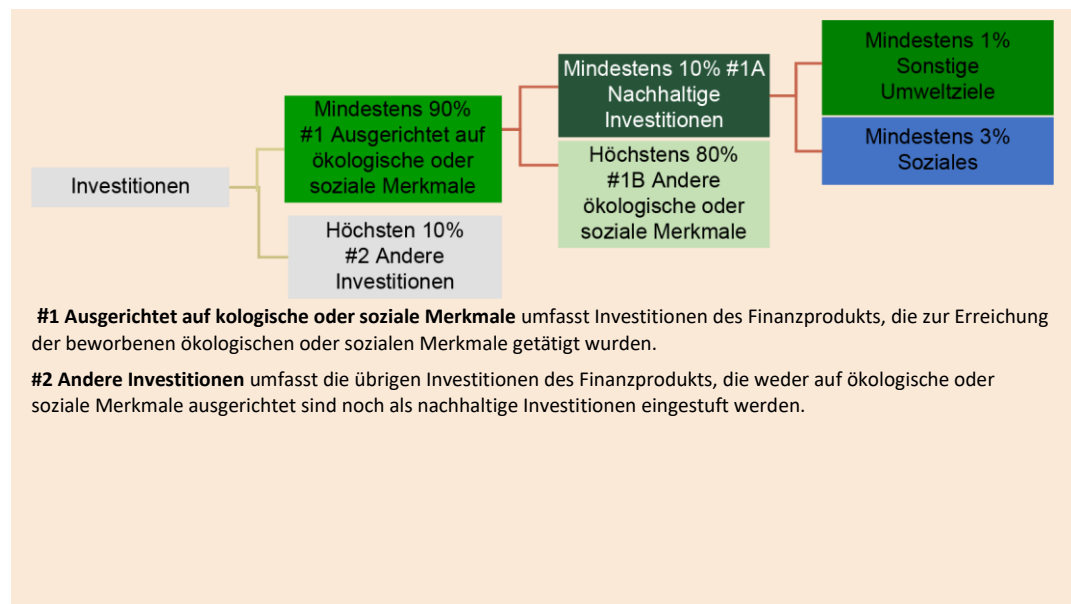 Investitionen
Mindestens 90%
#1 Ausgerichtet auf
ökologische oder
soziale Merkmale
Höchsten 10%
#2 Andere
Investitionen
Mindestens 10% #1A
Nachhaltige
Investitionen
Höchstens 80%
#1B Andere
ökologische oder
soziale Merkmale
Mindestens 1%
Sonstige
Umweltziele
Mindestens 3%
Soziales
#1 Ausgerichtet auf kologische oder soziale Merkmale umfasst Investitionen des Finanzprodukts, die zur Erreichung
der beworbenen ökologischen oder sozialen Merkmale getätigt wurden.
#2 Andere Investitionen umfasst die übrigen Investitionen des Finanzprodukts, die weder auf ökologische oder
soziale Merkmale ausgerichtet sind noch als nachhaltige Investitionen eingestuft werden.